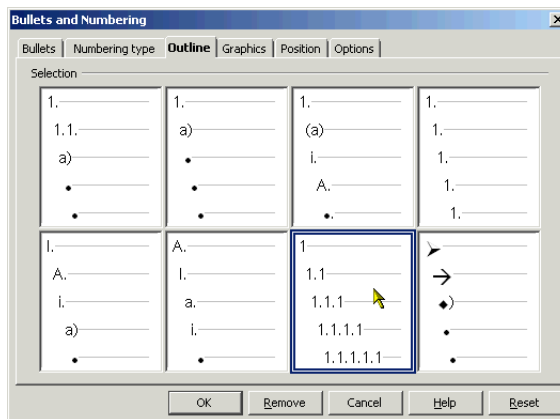 Bullets and Numbering
Bullets Numbering type Outline Graphics Position Options
Selection
1.
1.1.
a)
•
•
1.
a)
•
•
•
1.
(a)
i.
A.
•.
1.
1.
1.
1.
1.
I.
A.
i.
a)
•
A.
I.
a.
i.
•
1
1.1
1.1.1
1.1.1.1
1.1.1.1.1
➢
→
◆)
•
•
OK Remove Cancel Help Reset